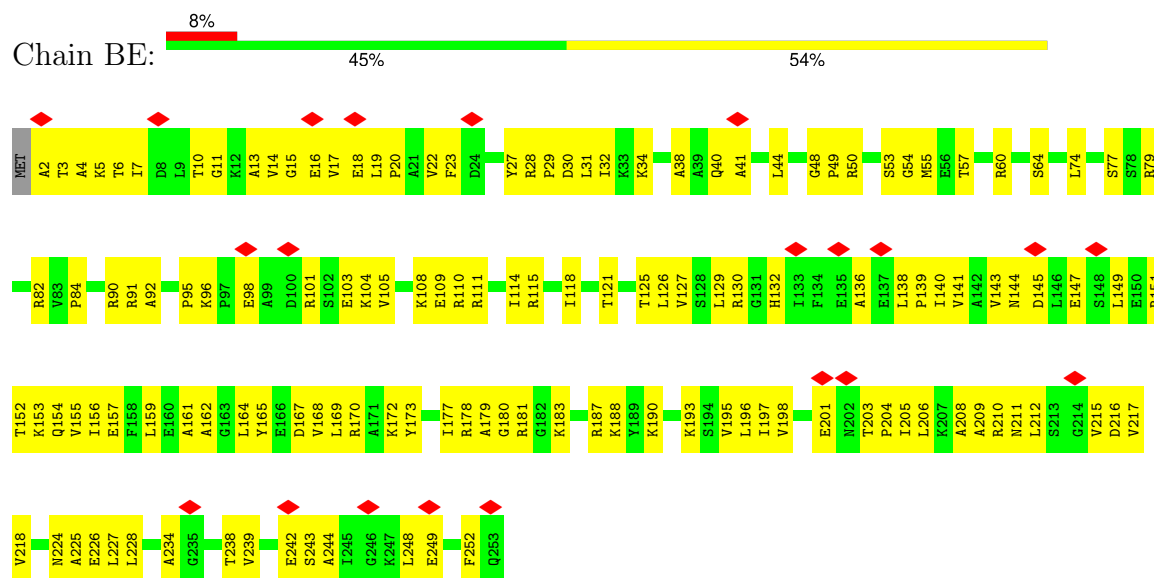 8%
Chain BE:
45% 54%
MET A2 T3 A4 K5 T6 I7 D8 L9 T10 G11 K12 A13 V14 G15 E16 V17 E18 L19 P20 A21 V22 F23 D24 Y27 R28 P29 D30 L31 I32 K33 K34 A38 A39 Q40 A41 L44 G48 P49 R50 S53 G54 M55 E56 T57 R60 S64 L74 S77 S78 R79
R82 V83 P84 R90 R91 A92 P95 K96 P97 E98 A99 D100 R101 S102 E103 K104 V105 K108 E109 R110 R111 I114 R115 I118 T121 T125 L126 V127 S128 L129 R130 G131 H132 I133 F134 E135 A136 E137 L138 P139 I140 V141 A142 V143 N144 D145 L146 E147 S148 L149 E150 R151
T152 K153 Q154 V155 I156 E157 F158 L159 E160 A161 A162 G163 L164 Y165 E166 D167 V168 L169 R170 A171 K172 Y173 I177 R178 A179 G180 R181 G182 K183 R187 K188 Y189 K190 K193 S194 V195 L196 I197 V198 E201 N202 T203 P204 I205 L206 K207 A208 A209 R210 N211 L212 S213 G214 V215 D216 V217
V218 N224 A225 E226 L227 L228 A234 G235 T238 V239 E242 S243 A244 I245 G246 K247 L248 E249 F252 Q253